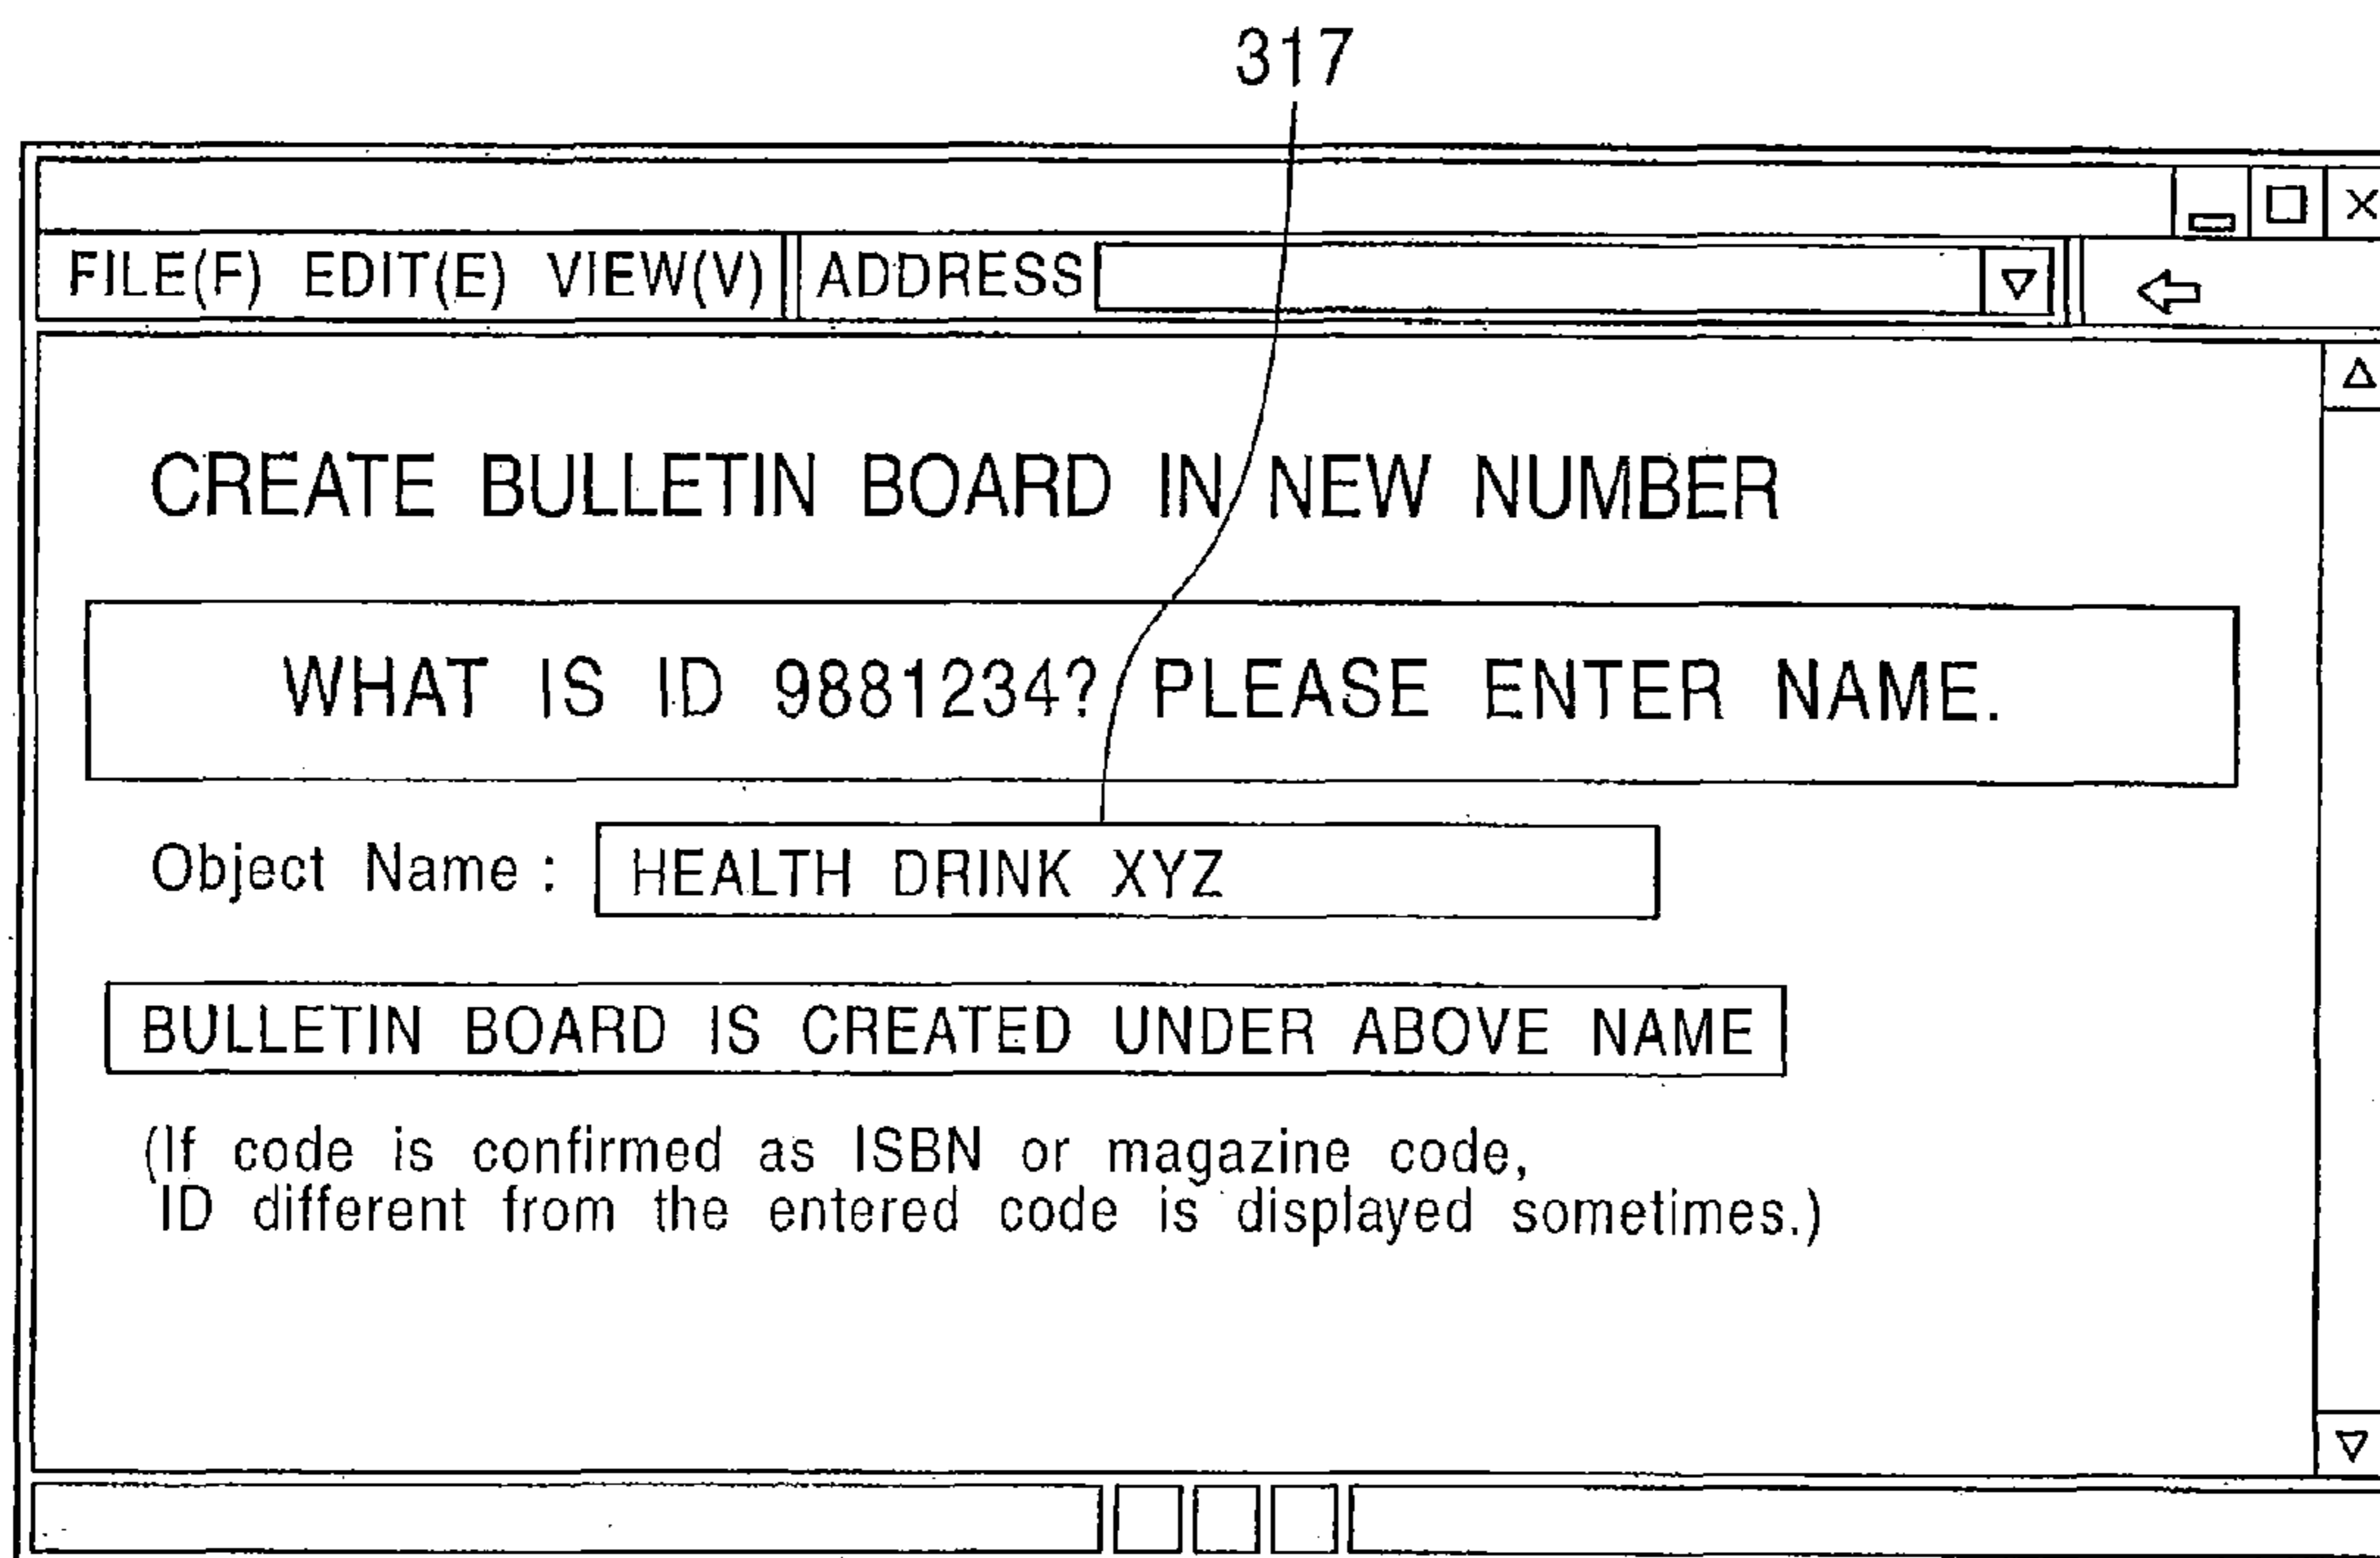 317
FILE(F) EDIT(E) VIEW(V) ADDRESS
CREATE BULLETIN BOARD IN NEW NUMBER
WHAT IS ID 9881234? PLEASE ENTER NAME.
Object Name : HEALTH DRINK XYZ
BULLETIN BOARD IS CREATED UNDER ABOVE NAME
(If code is confirmed as ISBN or magazine code,
ID different from the entered code is displayed sometimes.)